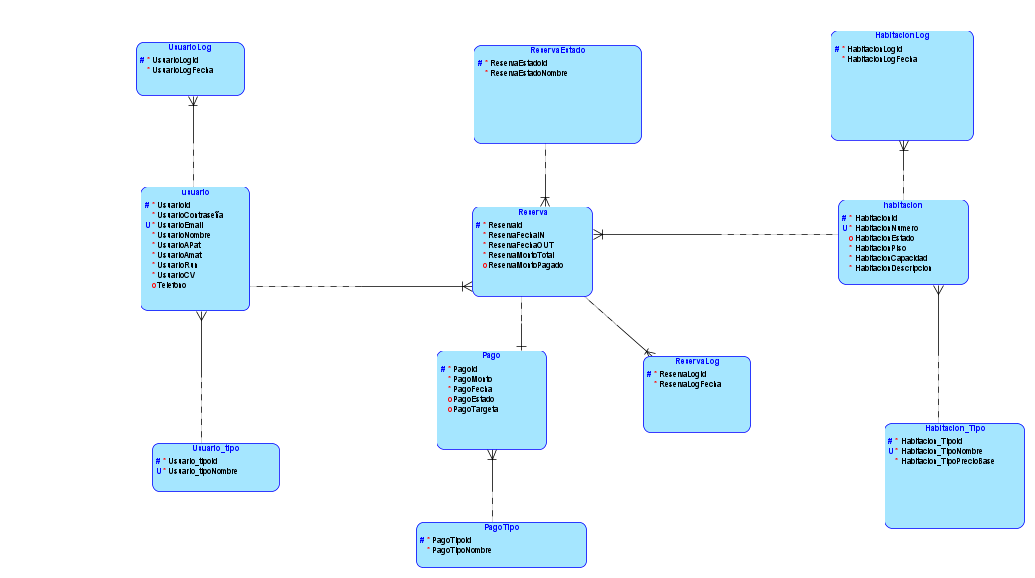 UsuarioLog
# * UsuarioLogId
* UsuarioLogFecha
ReservaEstado
# * ReservaEstadoId
* ReservaEstadoNombre
HabitacionLog
# * HabitacionLogId
* HabitacionLogFecha
usuario
# * UsuarioId
* UsuarioContraseña
U * UsuarioEmail
* UsuarioNombre
* UsuarioAPat
* UsuarioAmat
* UsuarioRun
* UsuarioCV
o Telefono
Reserva
# * ReservaId
* ReservaFechaIN
* ReservaFechaOUT
* ReservaMontoTotal
o ReservaMontoPagado
habitacion
# * HabitacionId
U * HabitacionNumero
o HabitacionEstado
* HabitacionPiso
* HabitacionCapacidad
* HabitacionDescripcion
Pago
# * PagoId
* PagoMonto
* PagoFecha
o PagoEstado
o PagoTargeta
ReservaLog
# * ReservaLogId
* ReservaLogFecha
Usuario_tipo
# * Usuario_tipoId
U * Usuario_tipoNombre
Habitacion_Tipo
# * Habitacion_TipoId
U * Habitacion_TipoNombre
* Habitacion_TipoPrecioBase
PagoTipo
# * PagoTipoId
* PagoTipoNombre